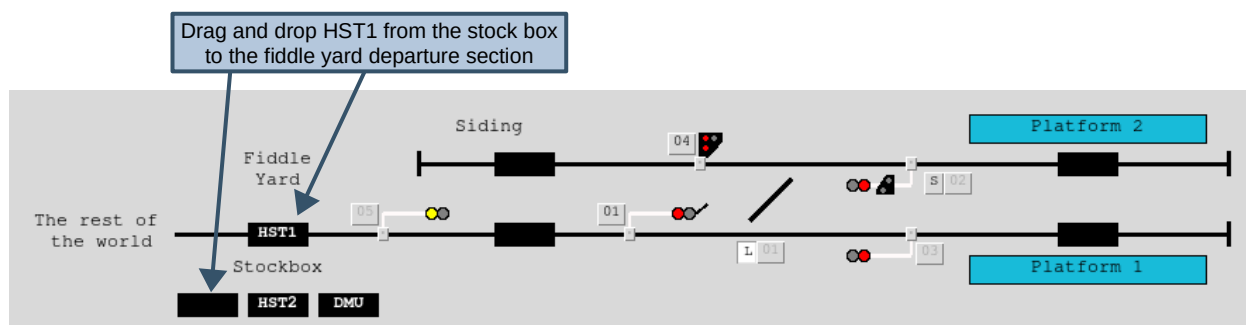 Drag and drop HST1 from the stock box
to the fiddle yard departure section
Siding
04
Platform 2
Fiddle
Yard
S 02
The rest of
the world
HST1
05
01
L 01
03
Platform 1
Stockbox
HST2
DMU